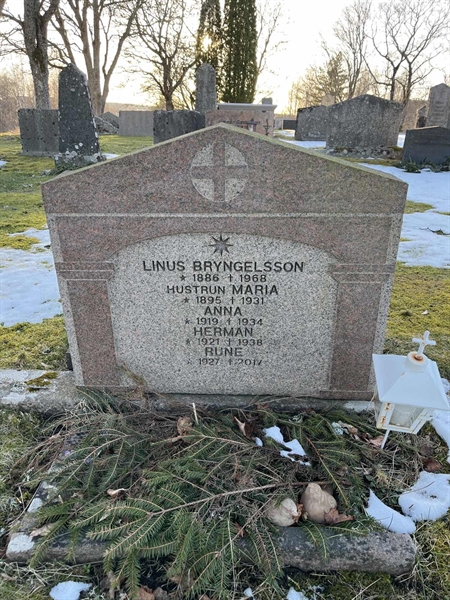 LINUS BRYNGELSSON
* 1886 † 1968
HUSTRUN MARIA
* 1895 † 1931
ANNA
* 1919 † 1934
HERMAN
* 1921 † 1938
RUNE
* 1927 † 2017